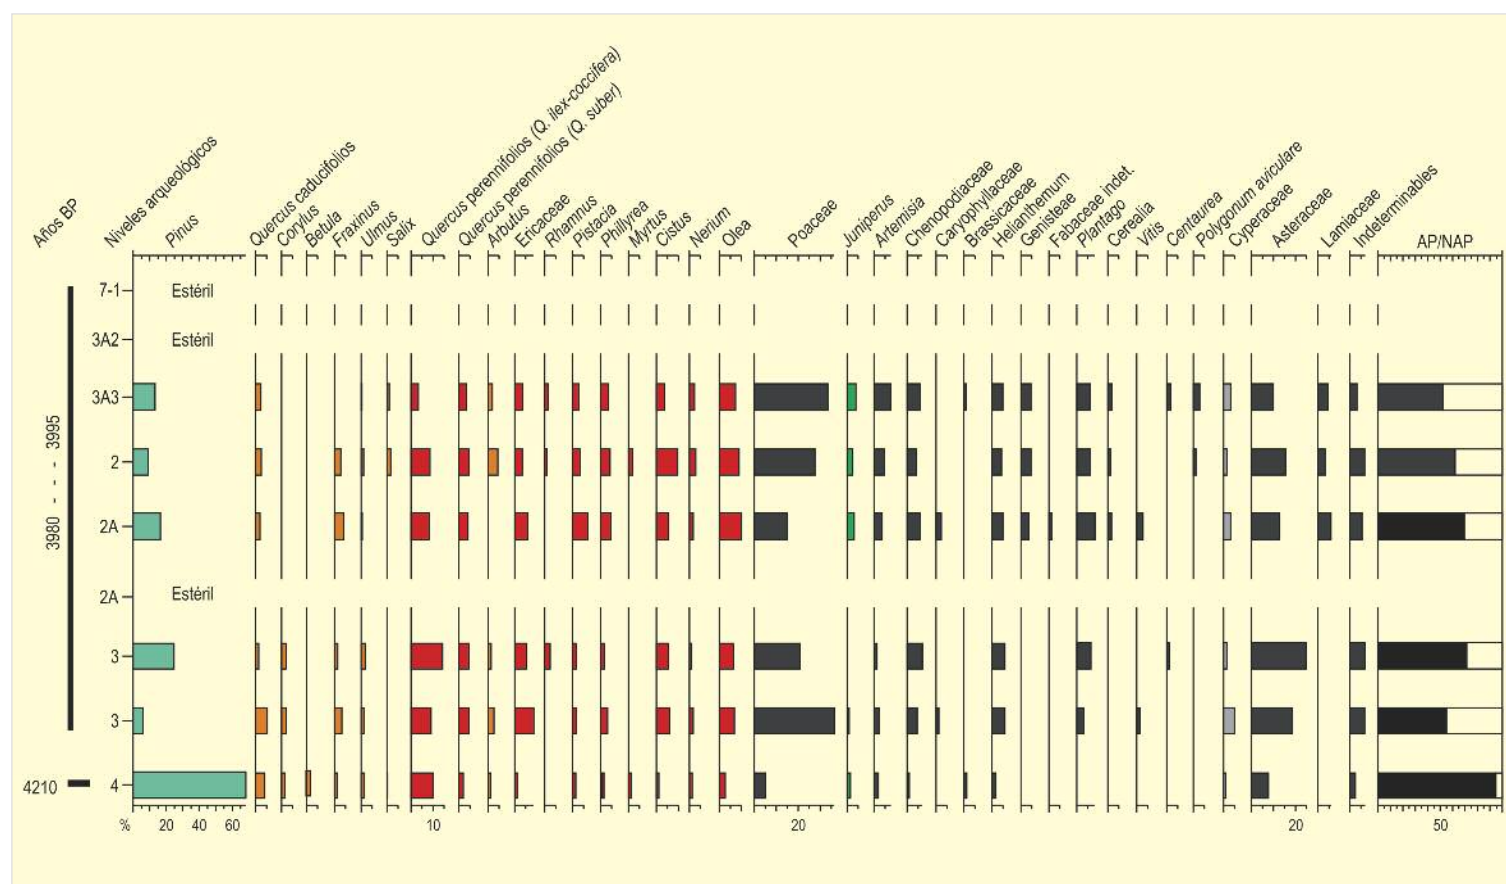 Años BP
Niveles arqueológicos
Pinus
Quercus caducifolios
Corylus
Betula
Fraxinus
Ulmus
Salix
Quercus perennifolios (Q. ilex-coccifera)
Quercus perennifolios (Q. suber)
Arbutus
Ericaceae
Rhamnus
Pistacia
Phillyrea
Myrtus
Cistus
Nerium
Olea
Poaceae
Juniperus
Artemisia
Chenopodiaceae
Caryophyllaceae
Brassicaceae
Helianthemum
Genisteae
Fabaceae indet.
Plantago
Cerealia
Vitis
Centaurea
Polygonum aviculare
Cyperaceae
Asteraceae
Lamiaceae
Indeterminables
AP/NAP
7-1 Estéril
3A2 Estéril
3A3
2
2A
2A Estéril
3
3
4
3980 - - - 3995
4210
% 20 40 60 10 20 20 50